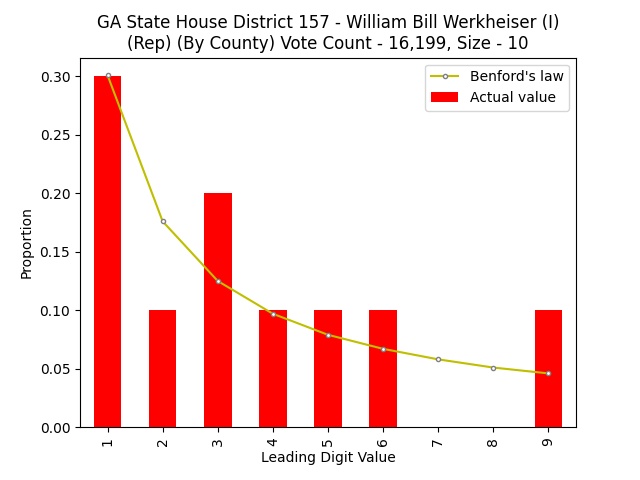 GA State House District 157 - William Bill Werkheiser (I)
(Rep) (By County) Vote Count - 16,199, Size - 10
Benford's law
Actual value
0.30
0.25
0.20
0.15
0.10
0.05
0.00
Proportion
1 2 3 4 5 6 7 8 9
Leading Digit Value